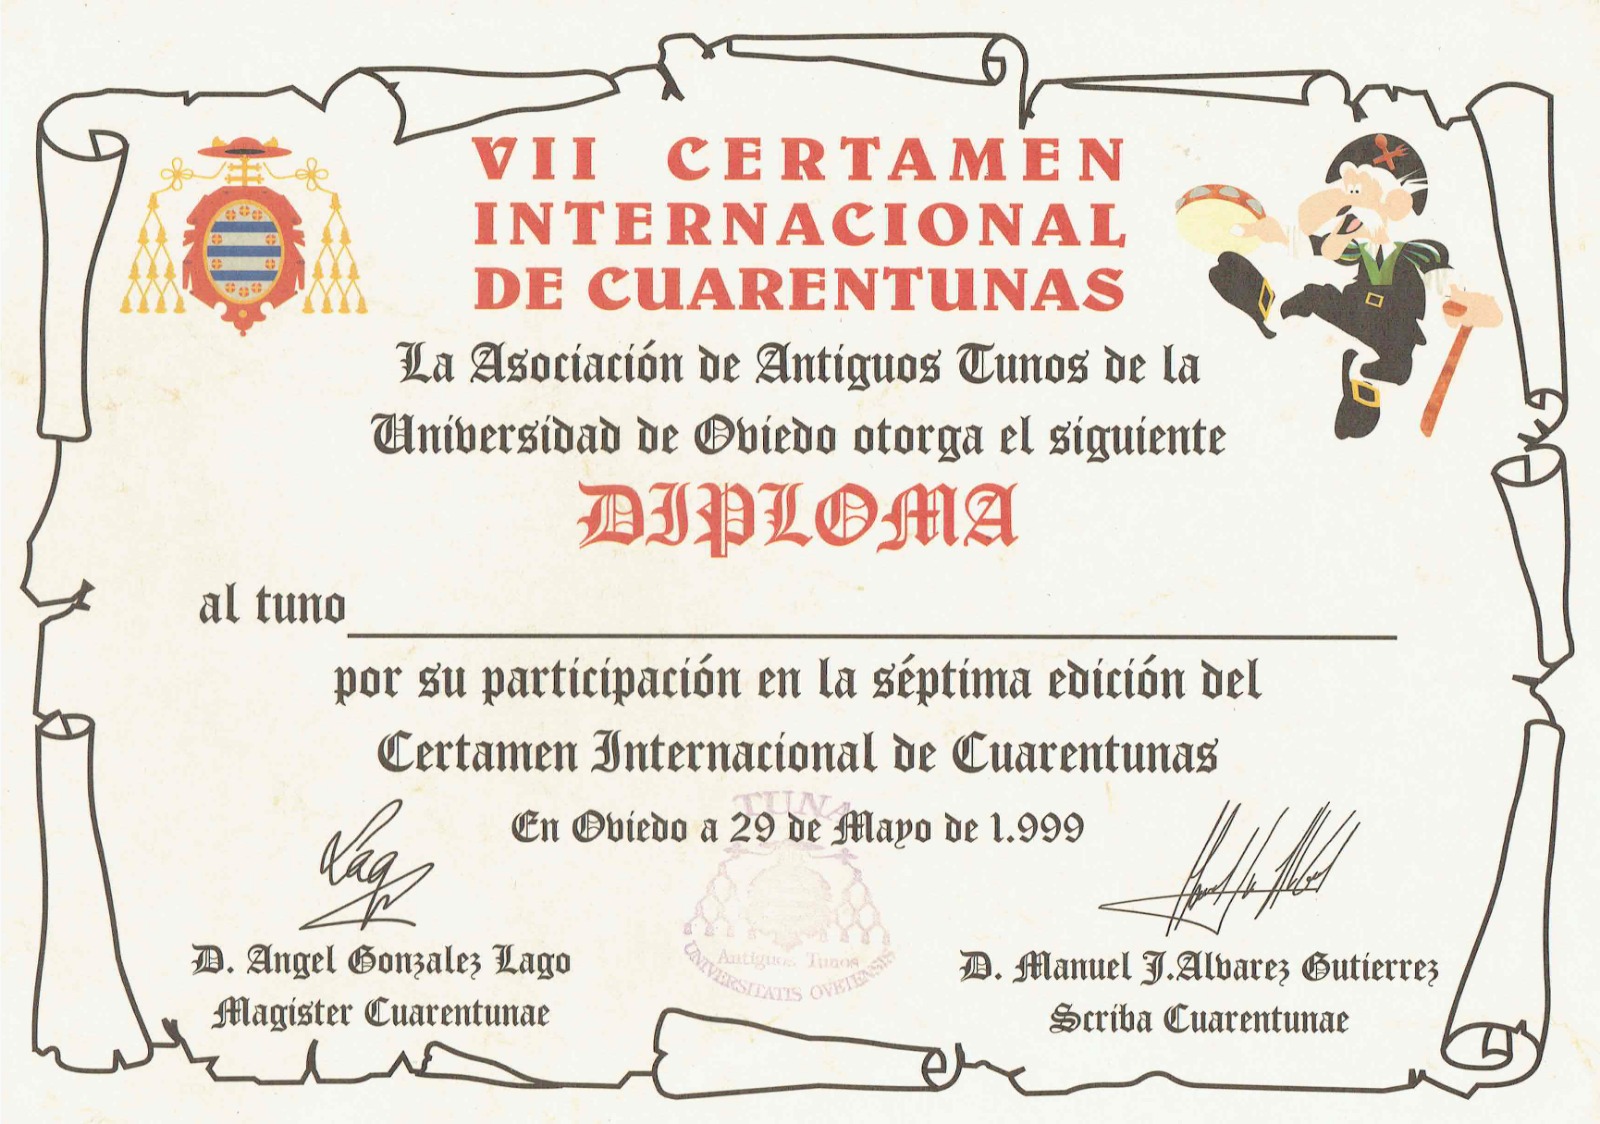 VII CERTAMEN
INTERNACIONAL
DE CUARENTUNAS
La Asociación de Antiguos Tunos de la
Universidad de Oviedo otorga el siguiente
DIPLOMA
al tuno
por su participación en la séptima edición del
Certamen Internacional de Cuarentunas
En Oviedo a 29 de Mayo de 1.999
TUNA
Antiguos Tunos
UNIVERSITATIS OVETENSIS
Lago
D. Angel Gonzalez Lago
Magister Cuarentunae
D. Manuel J.Alvarez Gutierrez
Scriba Cuarentunae